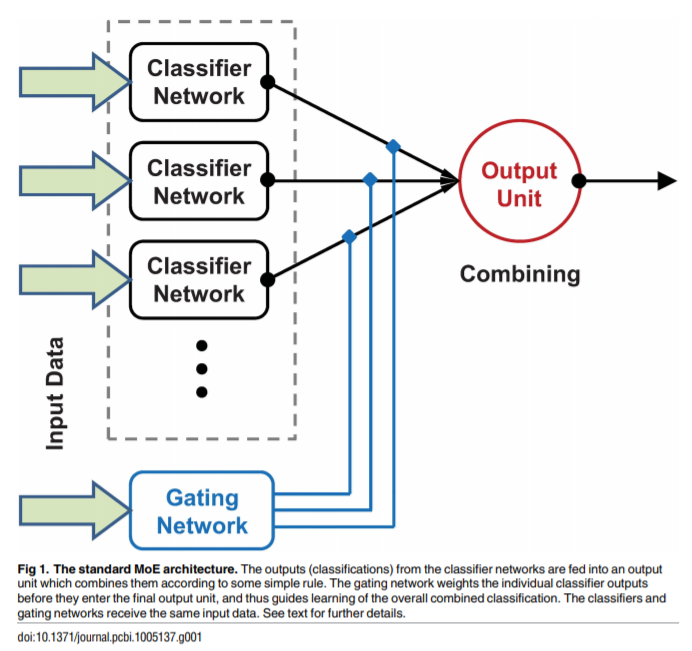 Classifier
Network
Classifier
Network
Classifier
Network
Output
Unit
Combining
Input Data
Gating
Network
Fig 1. The standard MoE architecture. The outputs (classifications) from the classifier networks are fed into an output
unit which combines them according to some simple rule. The gating network weights the individual classifier outputs
before they enter the final output unit, and thus guides learning of the overall combined classification. The classifiers and
gating networks receive the same input data. See text for further details.
doi:10.1371/journal.pcbi.1005137.g001